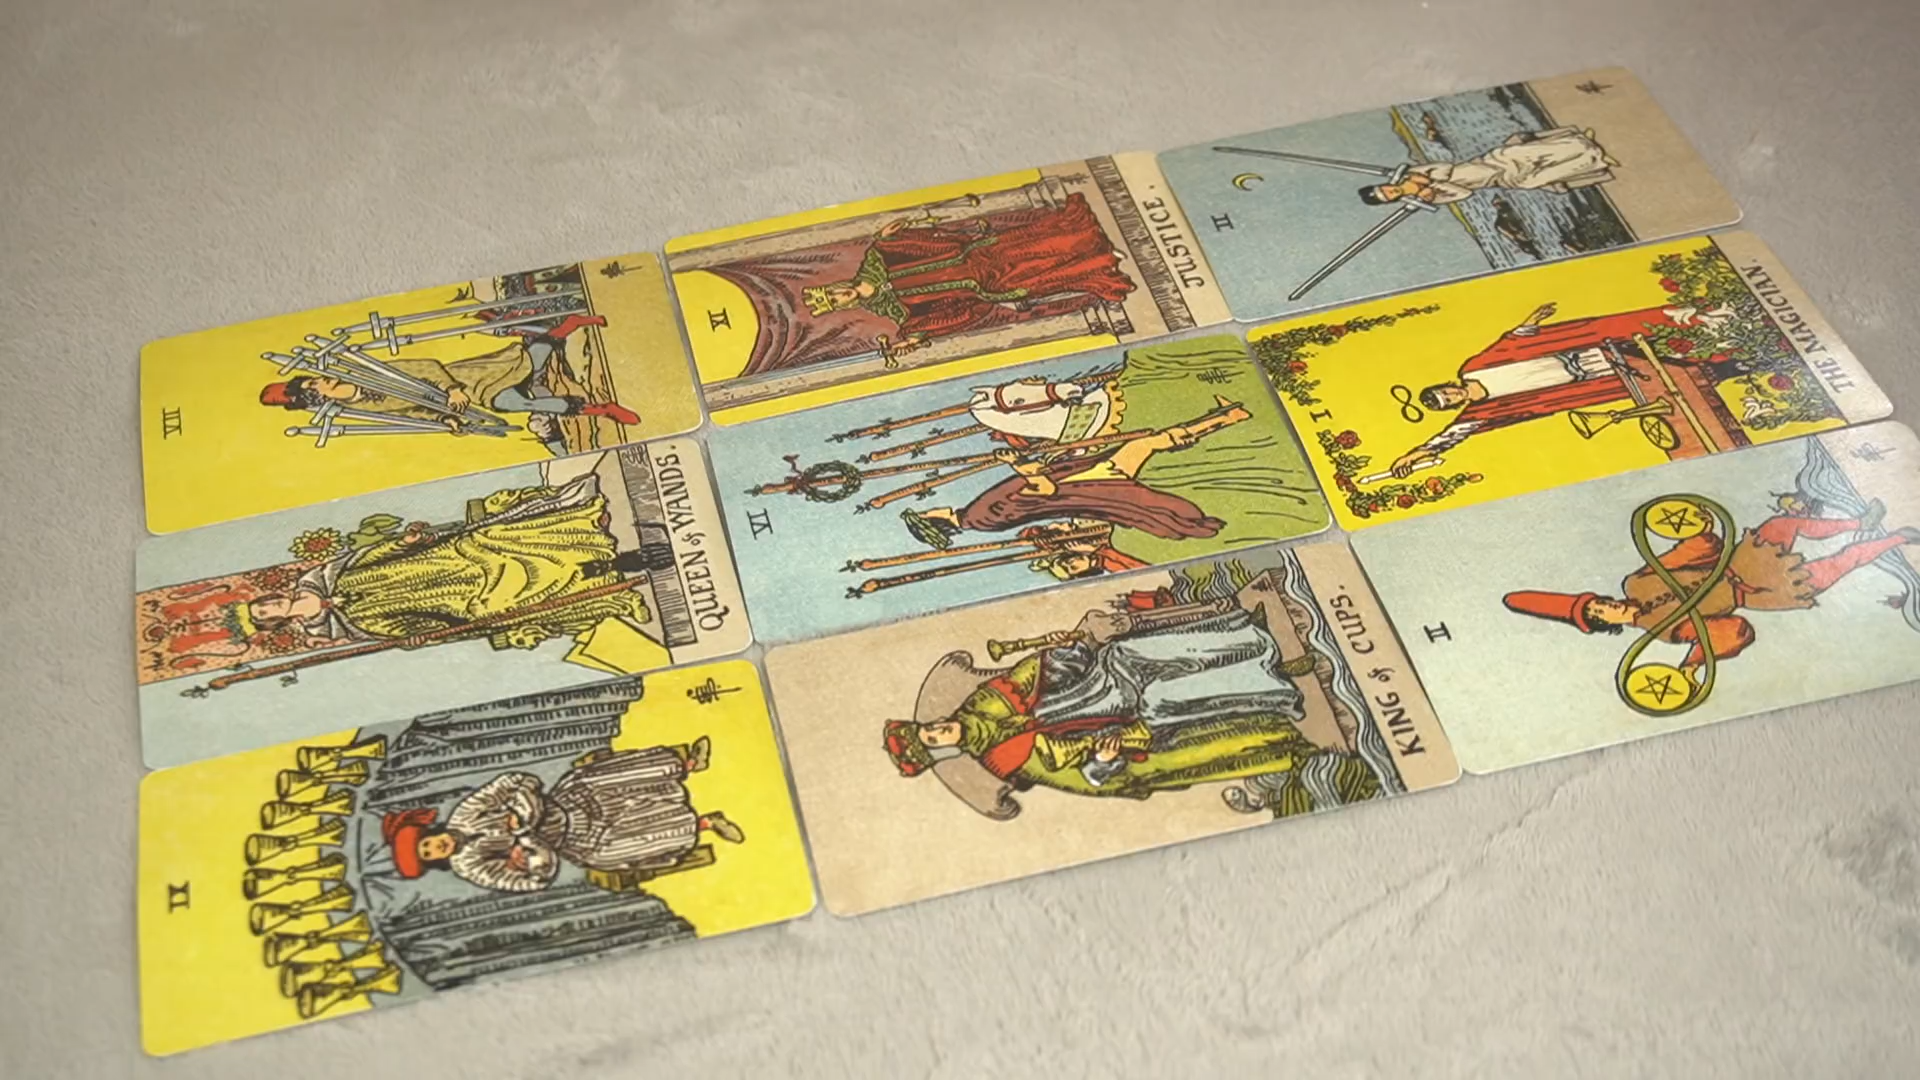 VII
XI
JUSTICE.
II
QUEEN of WANDS.
VI
I
THE MAGICIAN.
IX
KING of CUPS.
II